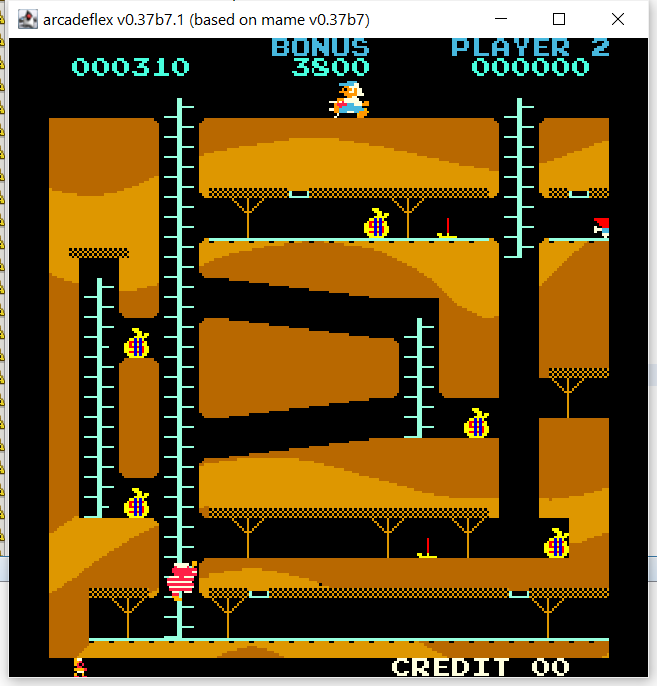 arcadeflex v0.37b7.1 (based on mame v0.37b7)
BONUS PLAYER 2
000310 3800 000000
CREDIT 00